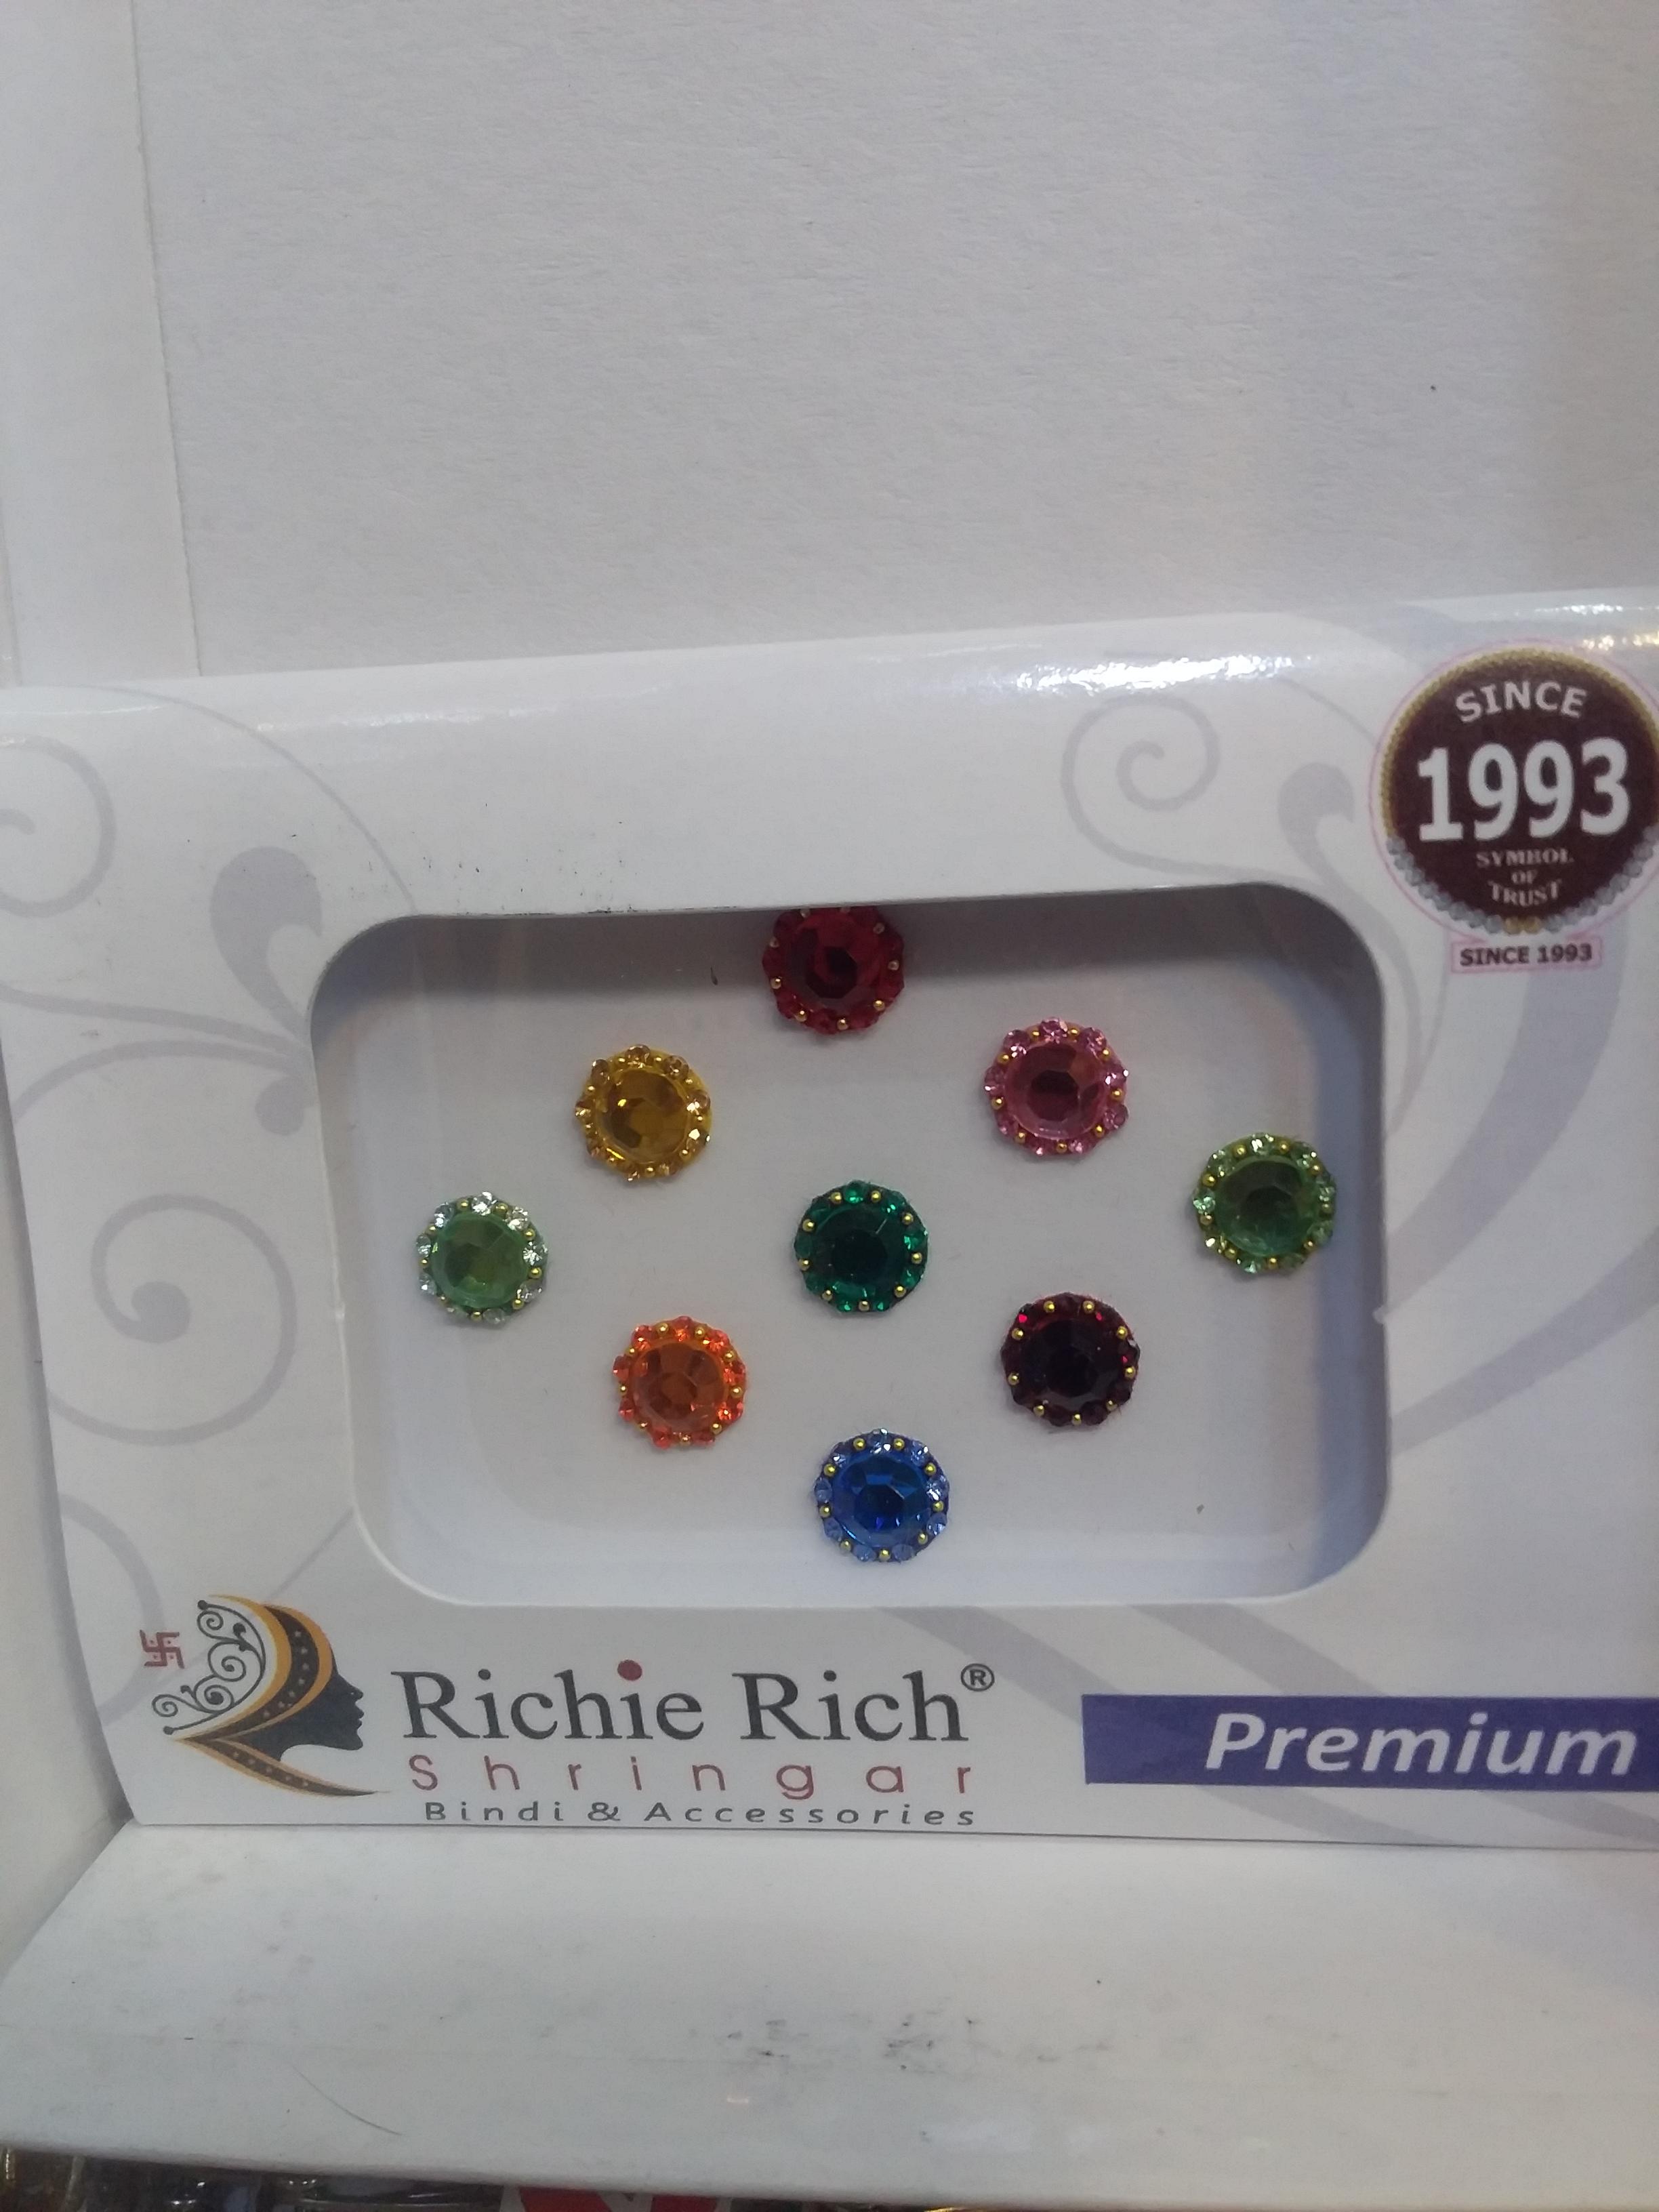 SINCE
1993
SYMBOL
OF
TRUST
SINCE 1993
Richie Rich®
Shringar
Bindi & Accessories
Premium